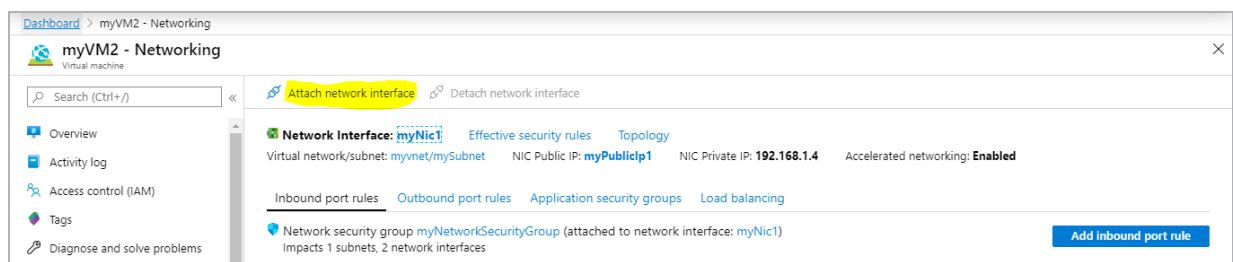 Dashboard > myVM2 - Networking
myVM2 - Networking
Virtual machine
Search (Ctrl+/)
«
Attach network interface
Detach network interface
Overview
Activity log
Access control (IAM)
Tags
Diagnose and solve problems
Network Interface: myNic1 Effective security rules Topology
Virtual network/subnet: myvnet/mySubnet NIC Public IP: myPublicIp1 NIC Private IP: 192.168.1.4 Accelerated networking: Enabled
Inbound port rules Outbound port rules Application security groups Load balancing
Network security group myNetworkSecurityGroup (attached to network interface: myNic1)
Impacts 1 subnets, 2 network interfaces
Add inbound port rule